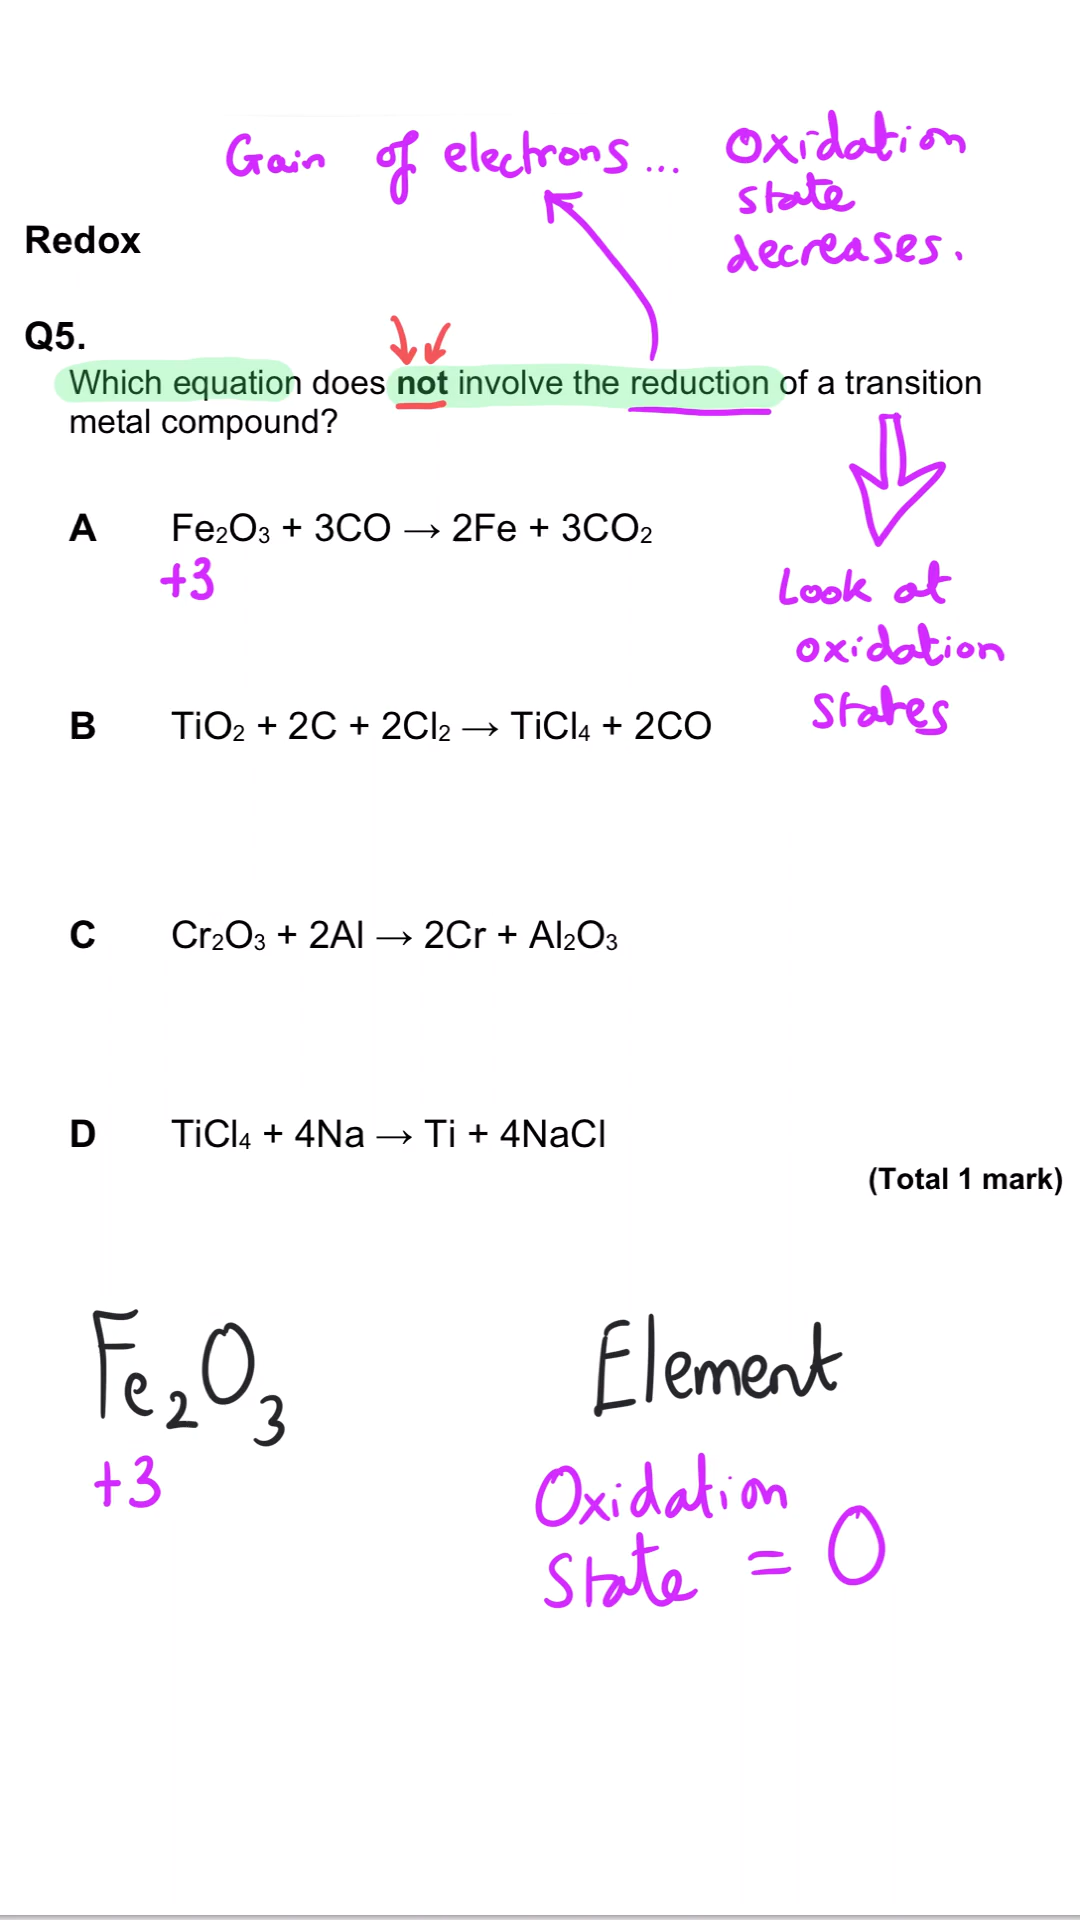 Gain of electrons... Oxidation
state
decreases.
Redox
Q5.
Which equation does not involve the reduction of a transition
metal compound?
A Fe₂O₃ + 3CO → 2Fe + 3CO₂
+3
Look at
oxidation
states
B TiO₂ + 2C + 2Cl₂ → TiCl₄ + 2CO
C Cr₂O₃ + 2Al → 2Cr + Al₂O₃
D TiCl₄ + 4Na → Ti + 4NaCl
(Total 1 mark)
Fe₂O₃
+3
Element
Oxidation
State = 0